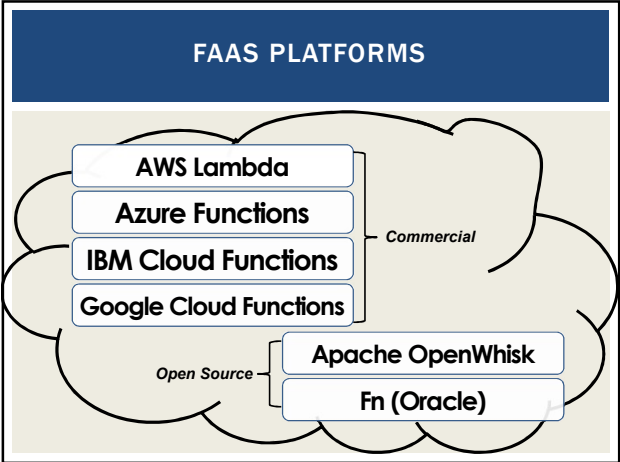 FAAS PLATFORMS
AWS Lambda
Azure Functions
Commercial
IBM Cloud Functions
Google Cloud Functions
Apache OpenWhisk
Open Source
Fn (Oracle)